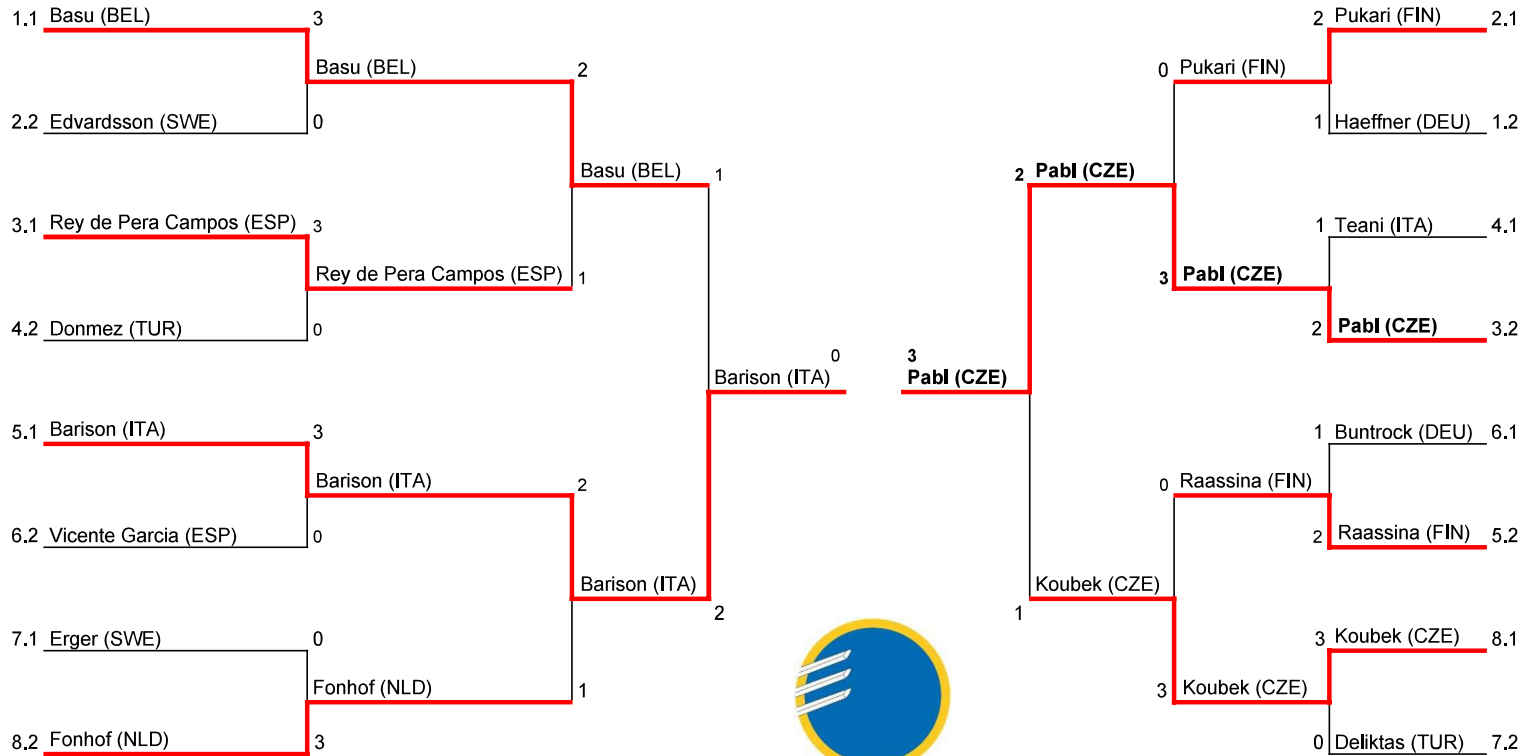 1.1 Basu (BEL) 3 2 Pukari (FIN) 2.1
Basu (BEL) 2 0 Pukari (FIN)
2.2 Edvardsson (SWE) 0 1 Haeffner (DEU) 1.2
Basu (BEL) 1 2 Pabl (CZE)
3.1 Rey de Pera Campos (ESP) 3 1 Teani (ITA) 4.1
Rey de Pera Campos (ESP) 1 3 Pabl (CZE)
4.2 Donmez (TUR) 0 2 Pabl (CZE) 3.2
0 3
Barison (ITA) Pabl (CZE)
5.1 Barison (ITA) 3 1 Buntrock (DEU) 6.1
Barison (ITA) 2 0 Raassina (FIN)
6.2 Vicente Garcia (ESP) 0 2 Raassina (FIN) 5.2
Barison (ITA) 2 1 Koubek (CZE)
7.1 Erger (SWE) 0 3 Koubek (CZE) 8.1
Fonhof (NLD) 1 3 Koubek (CZE)
8.2 Fonhof (NLD) 3 0 Deliktas (TUR) 7.2